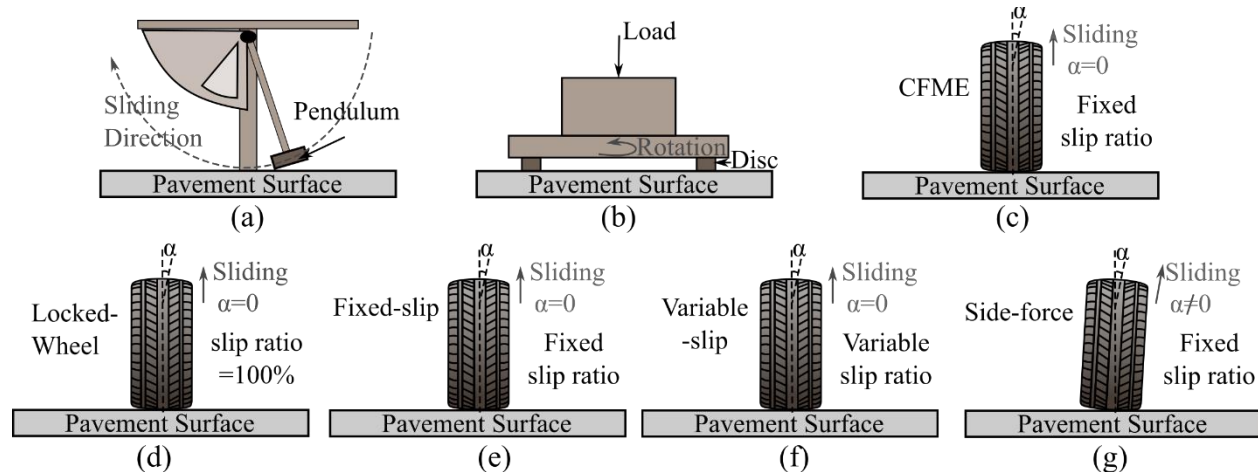 Sliding
Direction
Pendulum
Pavement Surface
(a)
Load
Rotation
Disc
Pavement Surface
(b)
α
CFME
Sliding
α=0
Fixed
slip ratio
Pavement Surface
(c)
α
Locked-
Wheel
Sliding
α=0
slip ratio
=100%
Pavement Surface
(d)
α
Fixed-slip
Sliding
α=0
Fixed
slip ratio
Pavement Surface
(e)
α
Variable
-slip
Sliding
α=0
Variable
slip ratio
Pavement Surface
(f)
α
Side-force
Sliding
α≠0
Fixed
slip ratio
Pavement Surface
(g)